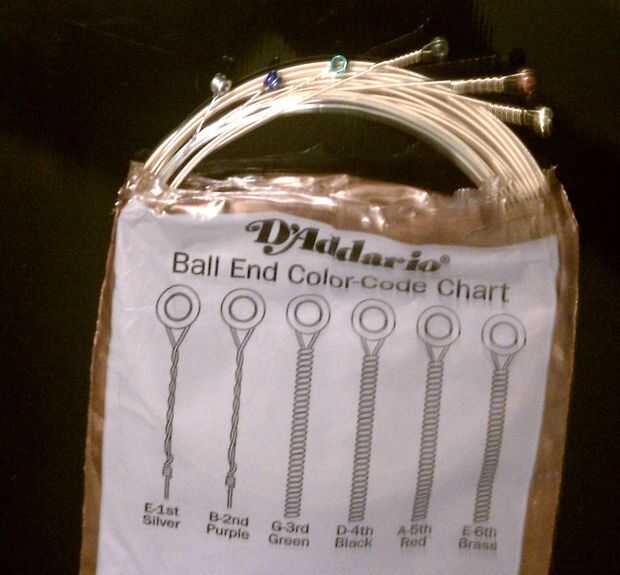 D'Addario®
Ball End Color-Code Chart
E-1st
Silver
B-2nd
Purple
G-3rd
Green
D-4th
Black
A-5th
Red
E-6th
Brass